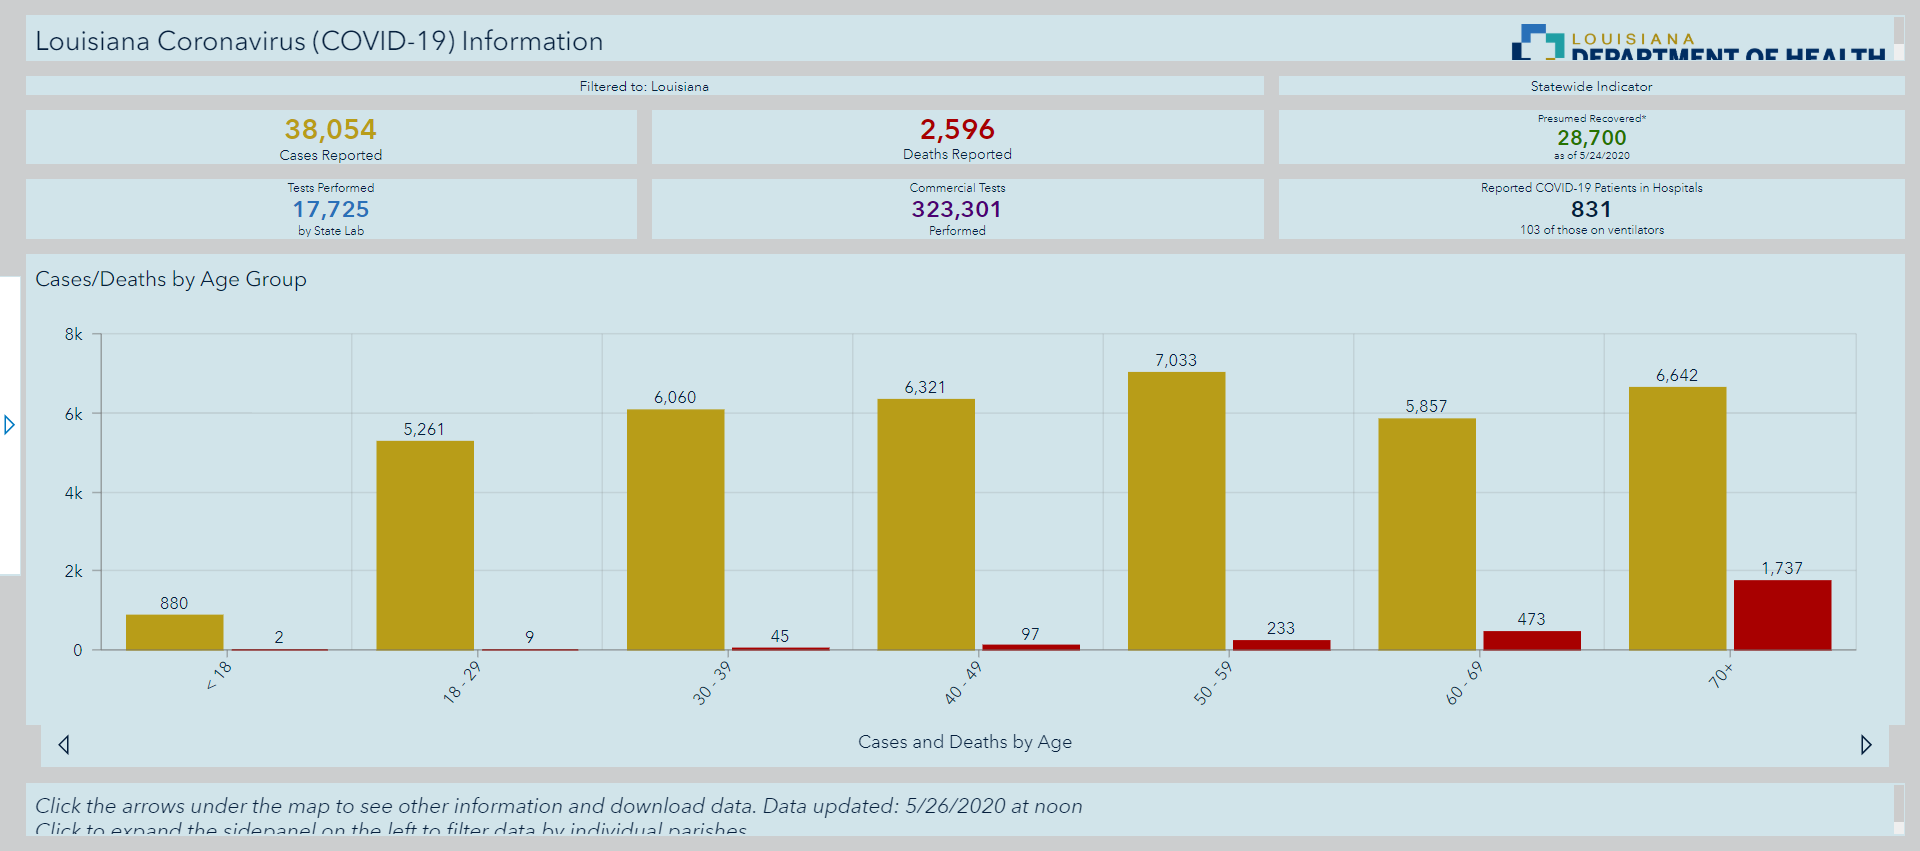 Louisiana Coronavirus (COVID-19) Information
LOUISIANA
DEPARTMENT OF HEALTH
Filtered to: Louisiana
Statewide Indicator
38,054
Cases Reported
2,596
Deaths Reported
Presumed Recovered*
28,700
as of 5/24/2020
Tests Performed
17,725
by State Lab
Commercial Tests
323,301
Performed
Reported COVID-19 Patients in Hospitals
831
103 of those on ventilators
Cases/Deaths by Age Group
8k
6k
4k
2k
0
880
2
5,261
9
6,060
45
6,321
97
7,033
233
5,857
473
6,642
1,737
< 18
18 - 29
30 - 39
40 - 49
50 - 59
60 - 69
70+
Cases and Deaths by Age
Click the arrows under the map to see other information and download data. Data updated: 5/26/2020 at noon
Click to expand the sidepanel on the left to filter data by individual parishes